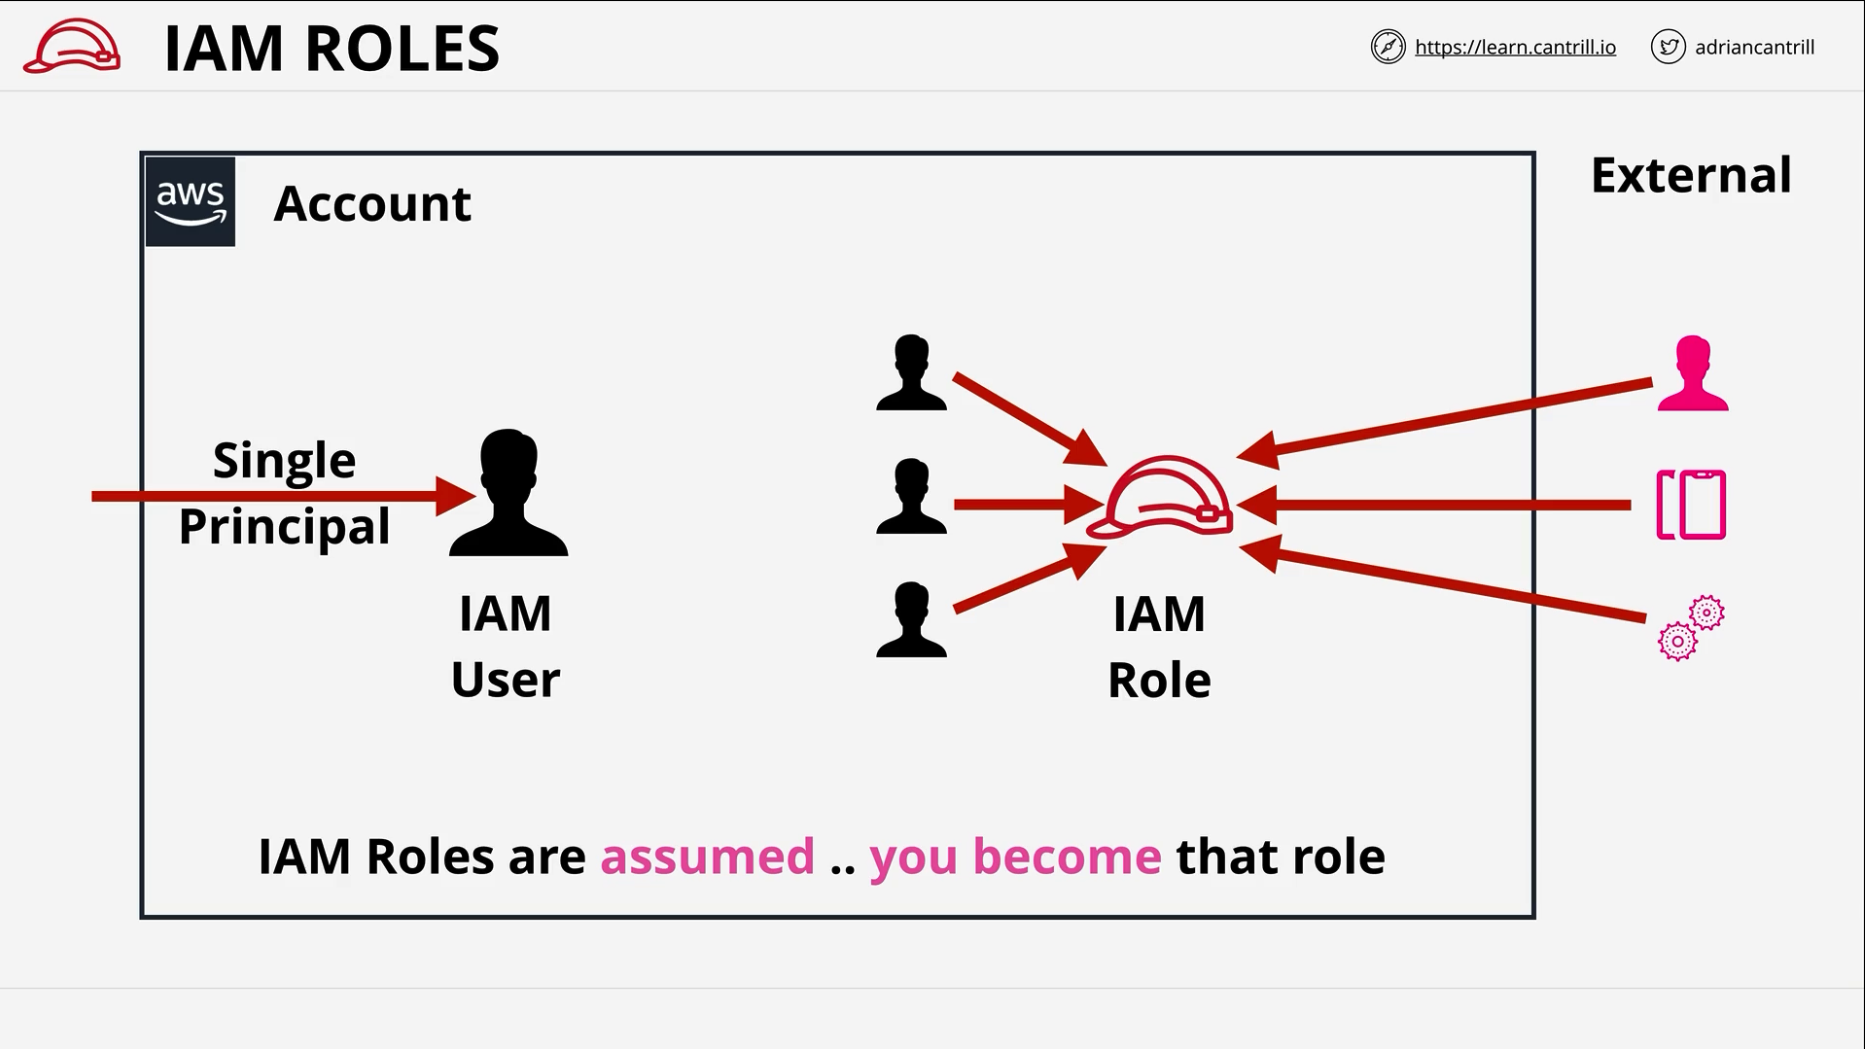 IAM ROLES
https://learn.cantrill.io
adriancantrill
aws
Account
External
Single
Principal
IAM
User
IAM
Role
IAM Roles are assumed .. you become that role